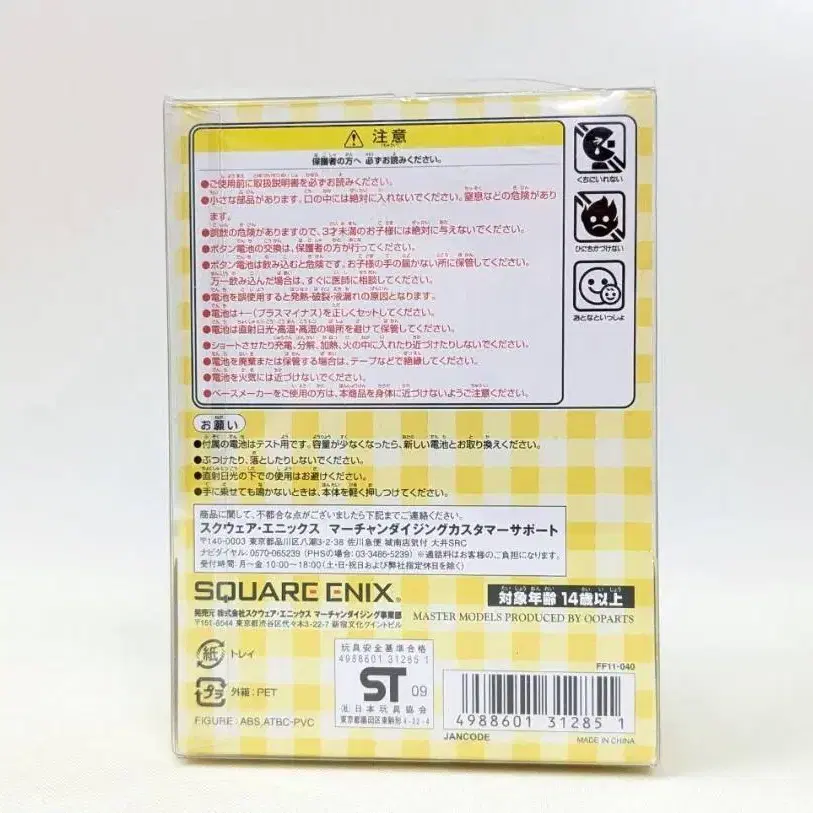 注意
保護者の方へ 必ずお読みください。
●ご使用前に取扱説明書を必ずお読みください。
●小さな部品があります。口の中には絶対に入れないでください。窒息などの危険があり
ます。
●誤飲の危険がありますので、3才未満のお子様には絶対に与えないでください。
●ボタン電池の交換は、保護者の方が行ってください。
●ボタン電池は飲み込むと危険です。お子様の手の届かない所に保管してください。
万一飲み込んだ場合は、すぐに医師に相談してください。
●電池を誤使用すると発熱・破裂・液漏れの原因となります。
●電池は+-(プラスマイナス)を正しくセットしてください。
●電池は直射日光・高温・高湿の場所を避けて保管してください。
●ショートさせたり充電、分解、加熱、火の中に入れたり近づけたりしないでください。
●電池を廃棄または保管する場合は、テープなどで絶縁してください。
●電池を火気には近づけないでください。
●ペースメーカーをご使用の方は、本商品を身体に近づけないようご注意ください。
くちにいれない
ひにちかづけない
おとなといっしょ
お願い
●付属の電池はテスト用です。容量が少なくなったら、新しい電池とお取り換えください。
●ぶつけたり、落としたりしないでください。
●直射日光の下での使用はお避けください。
●手に乗せても鳴かないときは、本体を軽く押しつけてください。
商品に関して、不都合な点がございましたら下記までご連絡ください。
スクウェア・エニックス マーチャンダイジングカスタマーサポート
〒140-0003 東京都品川区八潮3-2-38 佐川急便 城南店気付 大井SRC
ナビダイヤル:0570-065239 (PHSの場合:03-3486-5239) ※通話料はお客様のご負担になります。
受付時間:月〜金 10:00〜18:00(土・日・祝日および弊社指定休日を除く)
SQUARE ENIX®
対象年齢 14歳以上
発売元 株式会社スクウェア・エニックス マーチャンダイジング事業部
〒151-8544 東京都渋谷区代々木3-22-7 新宿文化クイントビル
MASTER MODELS PRODUCED BY OOPARTS
紙 トレイ
プラ 外箱:PET
FIGURE:ABS,ATBC-PVC
玩具安全基準合格
4988601 31285 1
ST 09
(社)日本玩具協会
東京都墨田区東駒形4-22-4
FF11-040
4 988601 312851
JANCODE
MADE IN CHINA